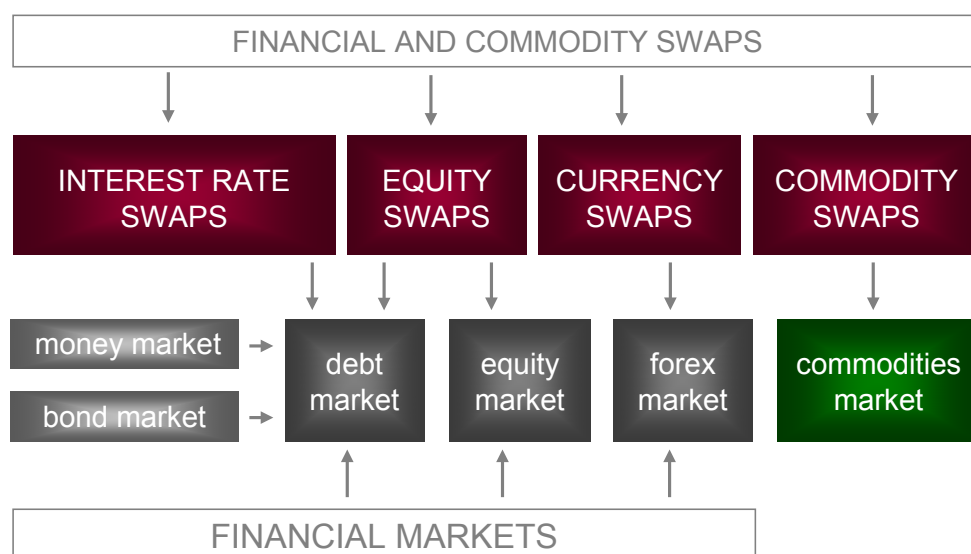 FINANCIAL AND COMMODITY SWAPS
INTEREST RATE
SWAPS
EQUITY
SWAPS
CURRENCY
SWAPS
COMMODITY
SWAPS
money market
bond market
debt
market
equity
market
forex
market
commodities
market
FINANCIAL MARKETS